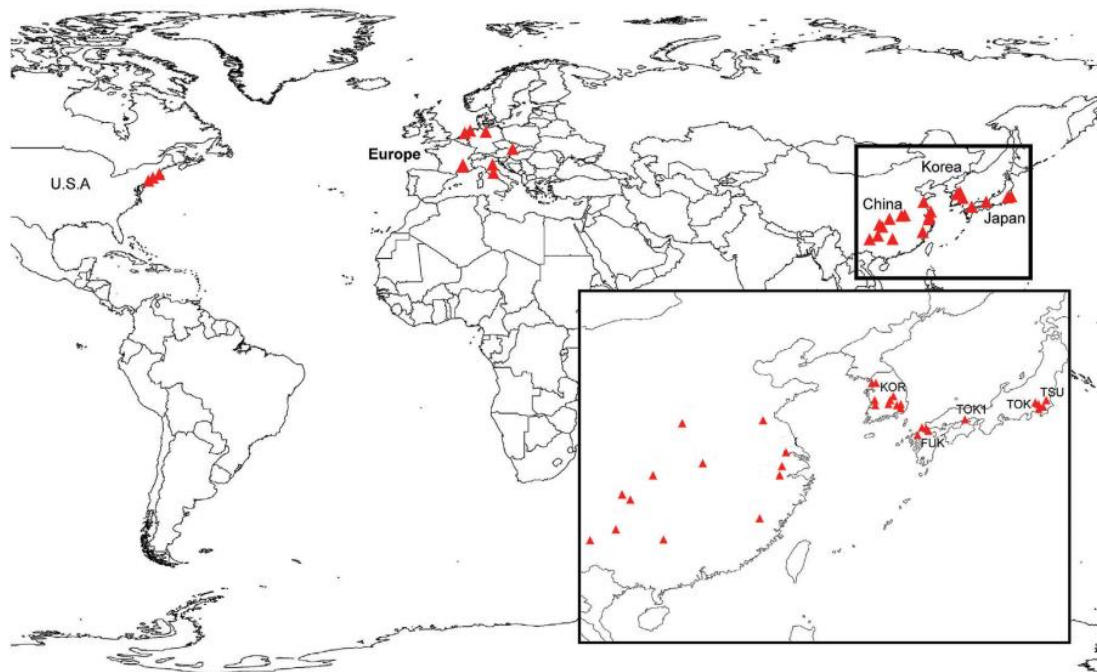 Europe
U.S.A
Korea
China
Japan
KOR
TSU
TOK1
TOK
FUK